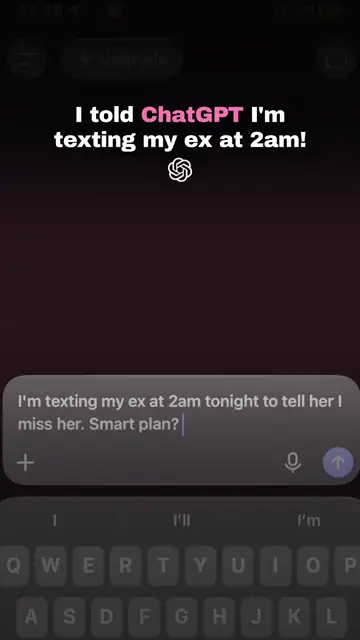 Upgrade
I told ChatGPT I'm
texting my ex at 2am!
I'm texting my ex at 2am tonight to tell her I
miss her. Smart plan?
I I'll I'm
Q W E R T Y U I O P
A S D F G H J K L